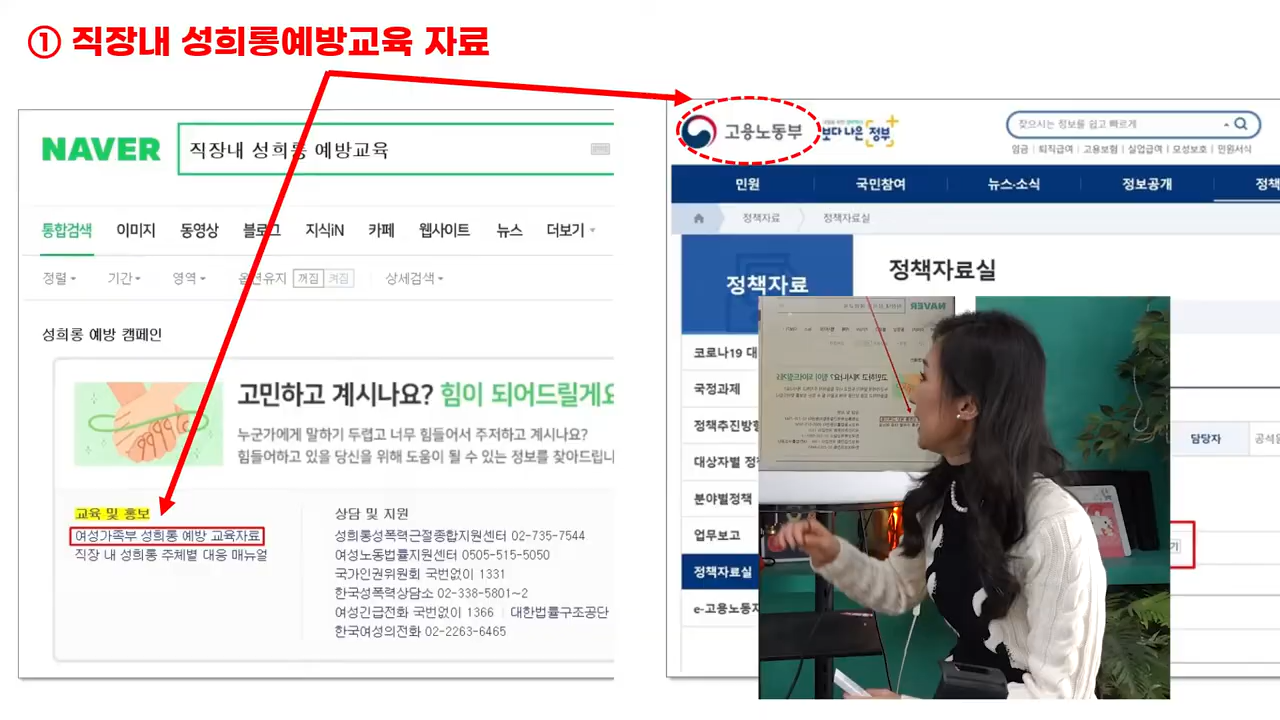 ① 직장내 성희롱예방교육 자료
NAVER
직장내 성희롱 예방교육
통합검색 이미지 동영상 블로그 지식iN 카페 웹사이트 뉴스 더보기
정렬 기간 영역 옵션유지 꺼짐 켜짐 상세검색
성희롱 예방 캠페인
고민하고 계시나요? 힘이 되어드릴게요
누군가에게 말하기 두렵고 너무 힘들어서 주저하고 계시나요?
힘들어하고 있을 당신을 위해 도움이 될 수 있는 정보를 찾아드립니
교육 및 홍보
여성가족부 성희롱 예방 교육자료
직장 내 성희롱 주체별 대응 매뉴얼
상담 및 지원
성희롱성폭력근절종합지원센터 02-735-7544
여성노동법률지원센터 0505-515-5050
국가인권위원회 국번없이 1331
한국성폭력상담소 02-338-5801~2
여성긴급전화 국번없이 1366 | 대한법률구조공단
한국여성의전화 02-2263-6465
고용노동부
보다 나은 정부
찾으시는 정보를 쉽고 빠르게
임금 | 퇴직급여 | 고용보험 | 실업급여 | 모성보호 | 민원서식
민원 국민참여 뉴스·소식 정보공개 정책
정책자료 정책자료실
정책자료
정책자료실
코로나19 대
국정과제
정책추진방향
대상자별 정
분야별정책
업무보고
정책자료실
e-고용노동
담당자
NAVER
고민하고 계시나요? 힘이 되어드릴게요